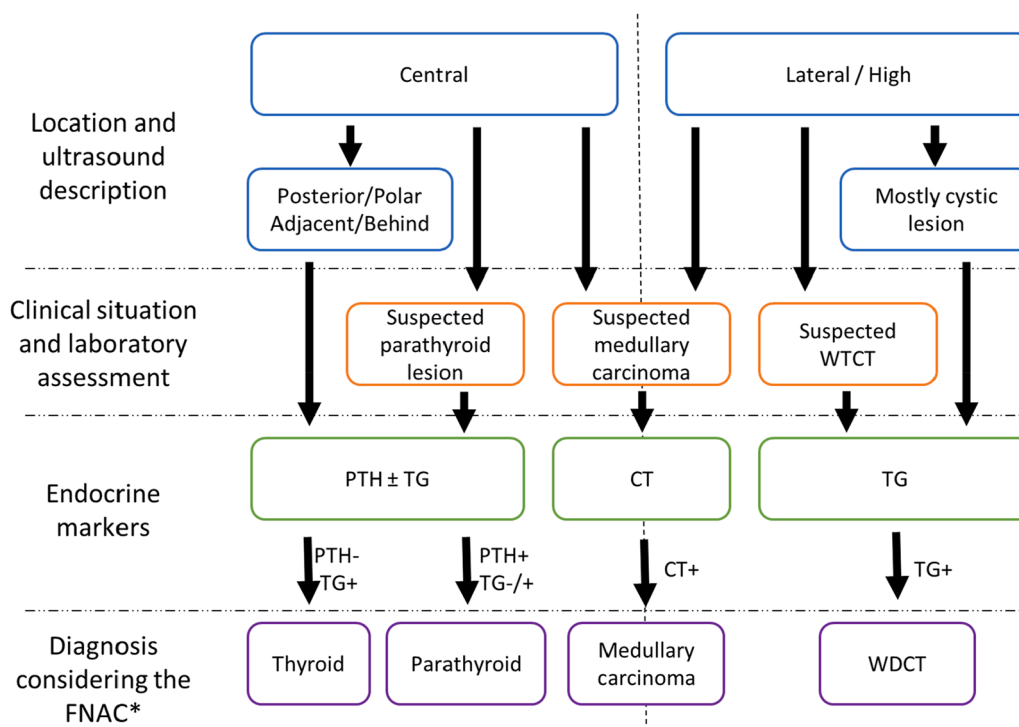 Central
Lateral / High
Location and
ultrasound
description
Posterior/Polar
Adjacent/Behind
Mostly cystic
lesion
Clinical situation
and laboratory
assessment
Suspected
parathyroid
lesion
Suspected
medullary
carcinoma
Suspected
WTCT
Endocrine
markers
PTH ± TG
CT
TG
PTH-
TG+
PTH+
TG-/+
CT+
TG+
Diagnosis
considering the
FNAC*
Thyroid
Parathyroid
Medullary
carcinoma
WDCT